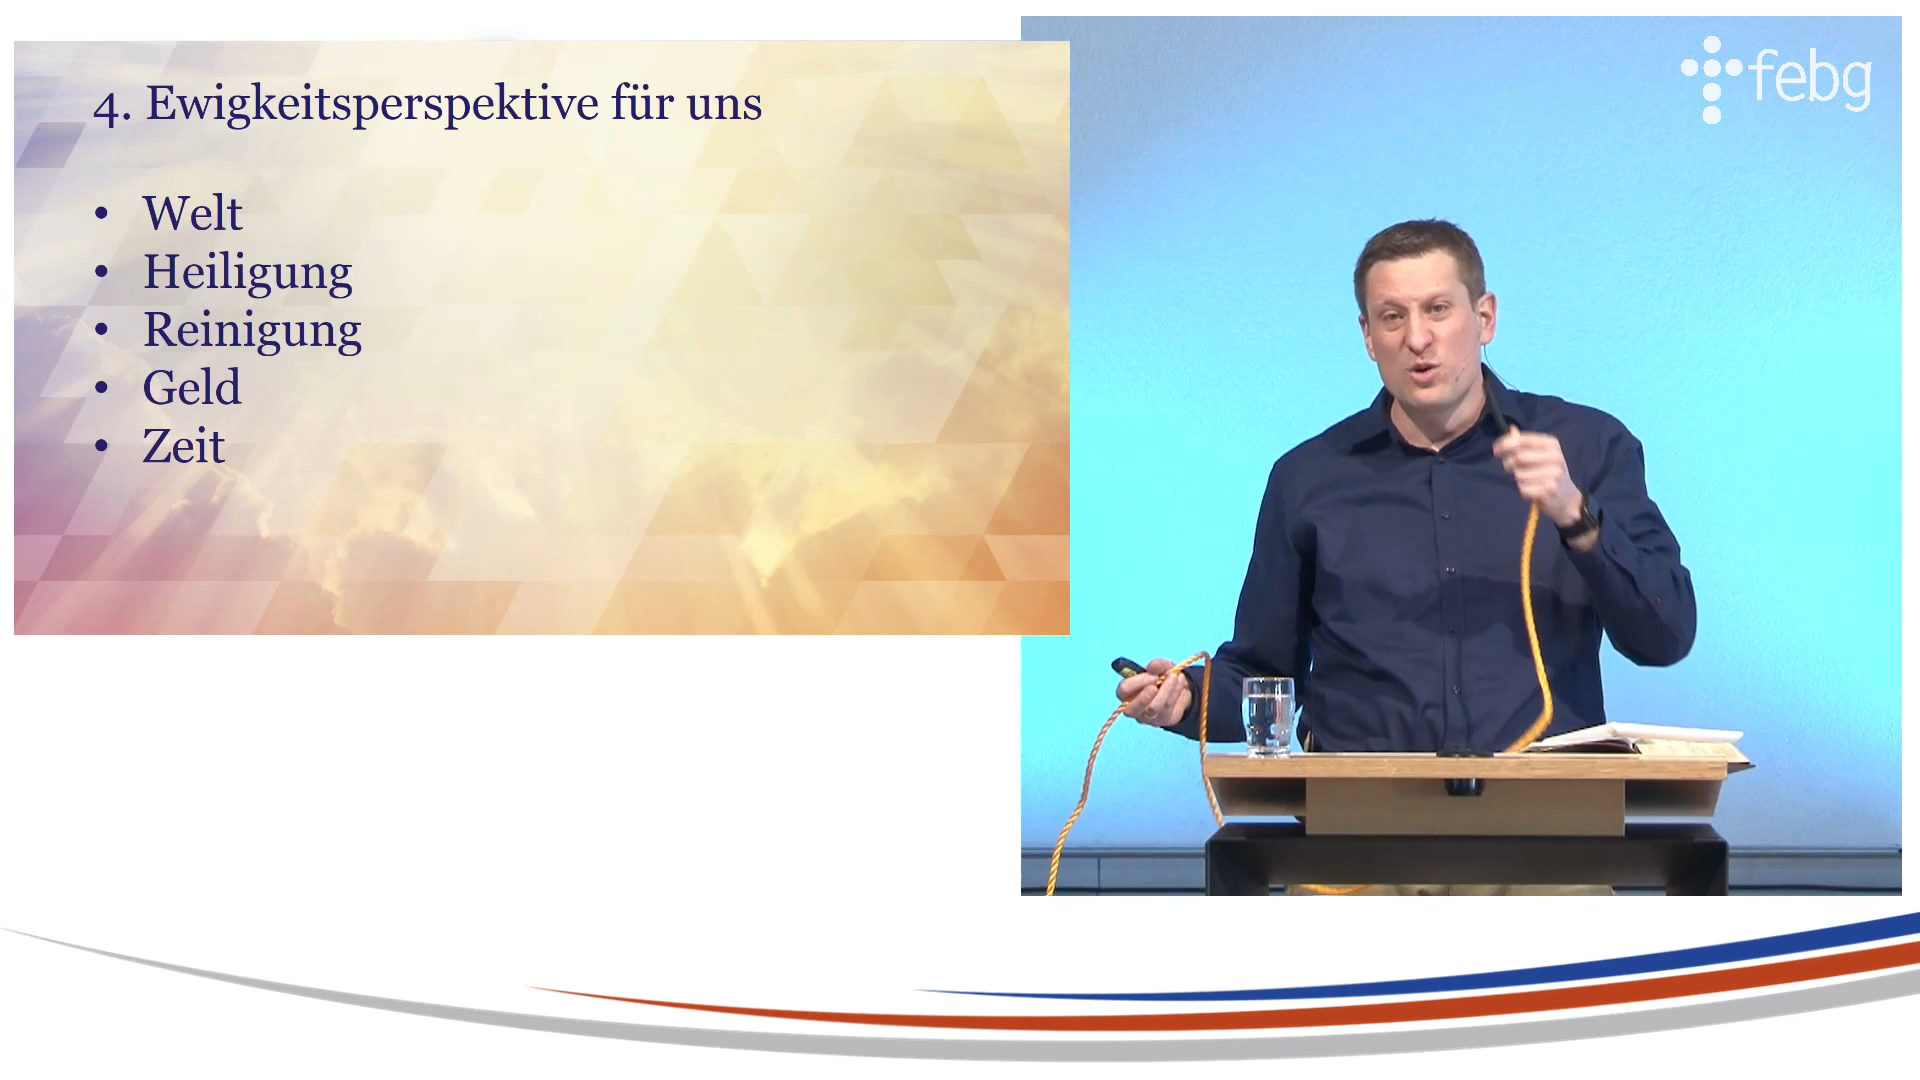 4. Ewigkeitsperspektive für uns
• Welt
• Heiligung
• Reinigung
• Geld
• Zeit
febg